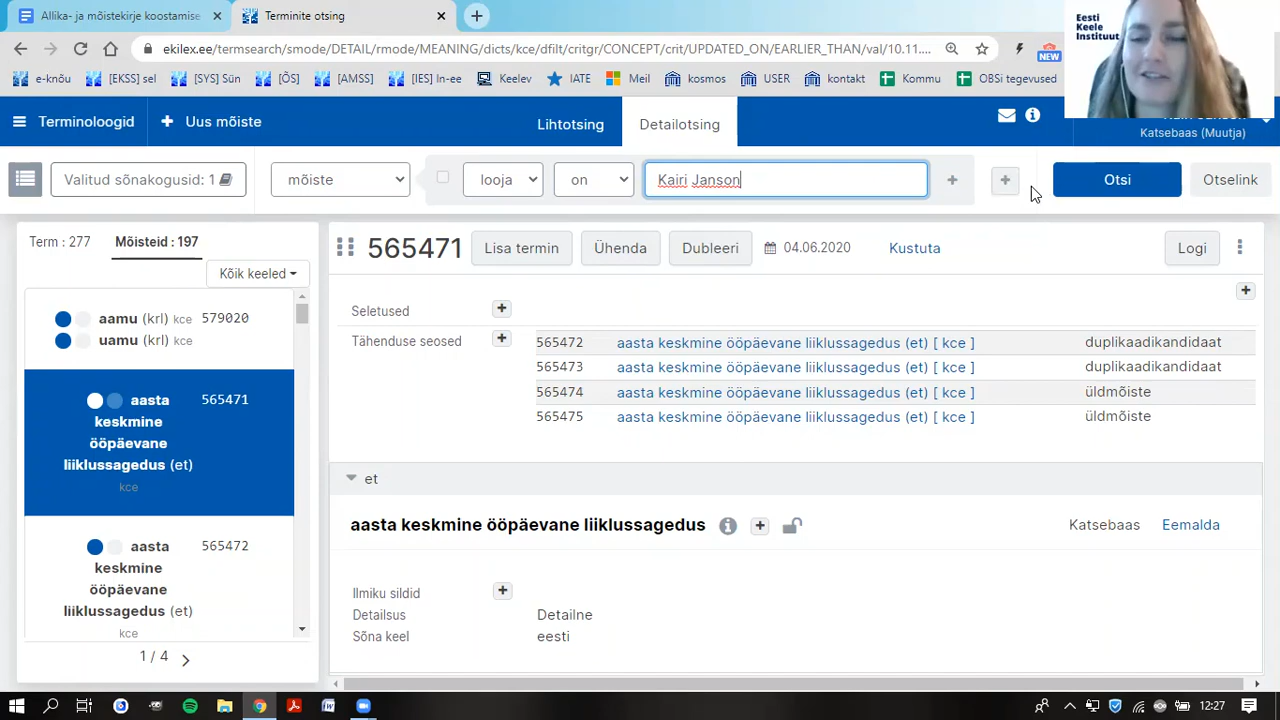 Allika- ja mõistekirje koostamise
Terminite otsing
ekilex.ee/termsearch/smode/DETAIL/mode/MEANING/dicts/kce/dfilt/critgr/CONCEPT/crit/UPDATED_ON/EARLIER_THAN/val/10.11....
NEW
e-knõu
[EKSS] sel
[SYS] Sün
[ÕS]
[AMSS]
[IES] In-ee
Keelev
IATE
Meil
kosmos
USER
kontakt
Kommu
OBSi tegevused
Eesti
Keele
Instituut
Terminoloogid
Uus mõiste
Lihtotsing
Detailotsing
Katsebaas (Muutja)
Valitud sõnakogusid: 1
mõiste
looja
on
Kairi Janson
Otsi
Otselink
Term : 277
Mõisteid : 197
Kõik keeled
aamu (krl) kce 579020
uamu (krl) kce
aasta 565471
keskmine
ööpäevane
liiklussagedus (et)
kce
aasta 565472
keskmine
ööpäevane
liiklussagedus (et)
kce
1 / 4
565471
Lisa termin
Ühenda
Dubleeri
04.06.2020
Kustuta
Logi
Seletused
Tähenduse seosed
565472 aasta keskmine ööpäevane liiklussagedus (et) [ kce ] duplikaadikandidaat
565473 aasta keskmine ööpäevane liiklussagedus (et) [ kce ] duplikaadikandidaat
565474 aasta keskmine ööpäevane liiklussagedus (et) [ kce ] üldmõiste
565475 aasta keskmine ööpäevane liiklussagedus (et) [ kce ] üldmõiste
et
aasta keskmine ööpäevane liiklussagedus
Katsebaas
Eemalda
Ilmiku sildid
Detailsus Detailne
Sõna keel eesti
12:27